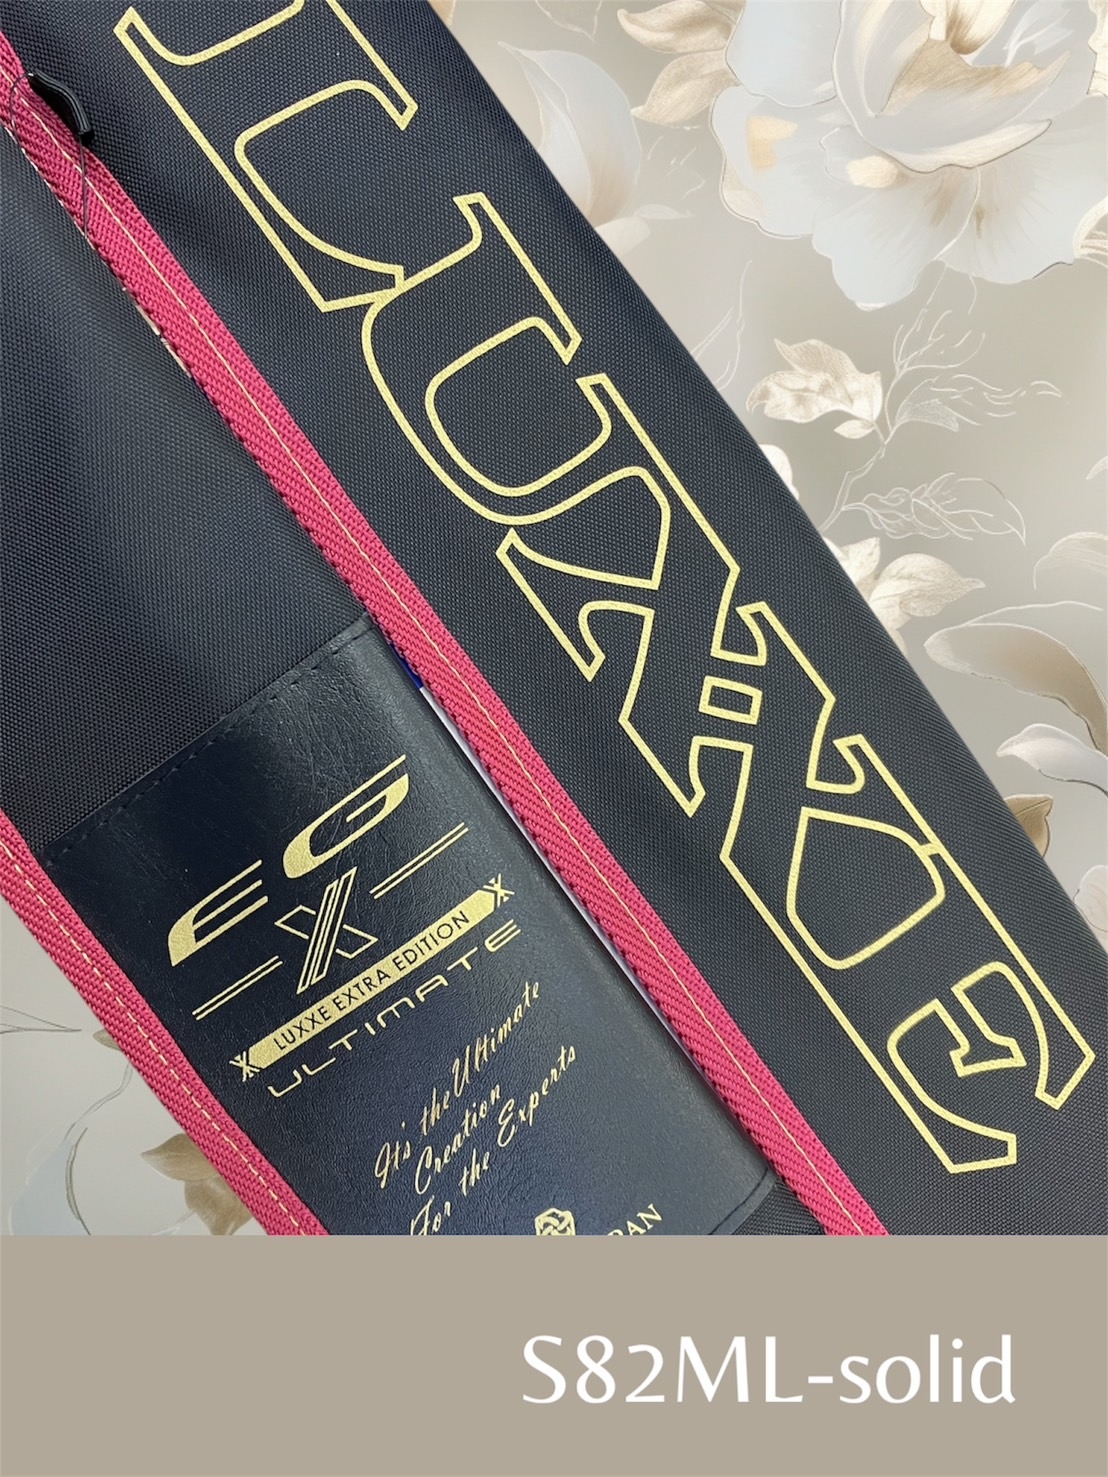 LUXXE
EG
X
LUXXE EXTRA EDITION
ULTIMATE
It's the Ultimate
Creation
For the Experts
S82ML-solid